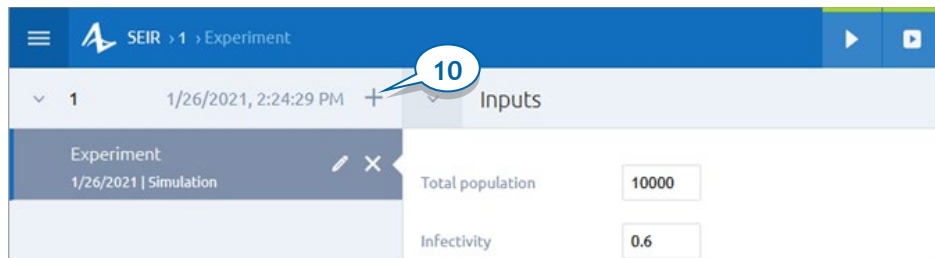 SEIR › 1 › Experiment
10
1 1/26/2021, 2:24:29 PM
Inputs
Experiment
1/26/2021 | Simulation
Total population 10000
Infectivity 0.6